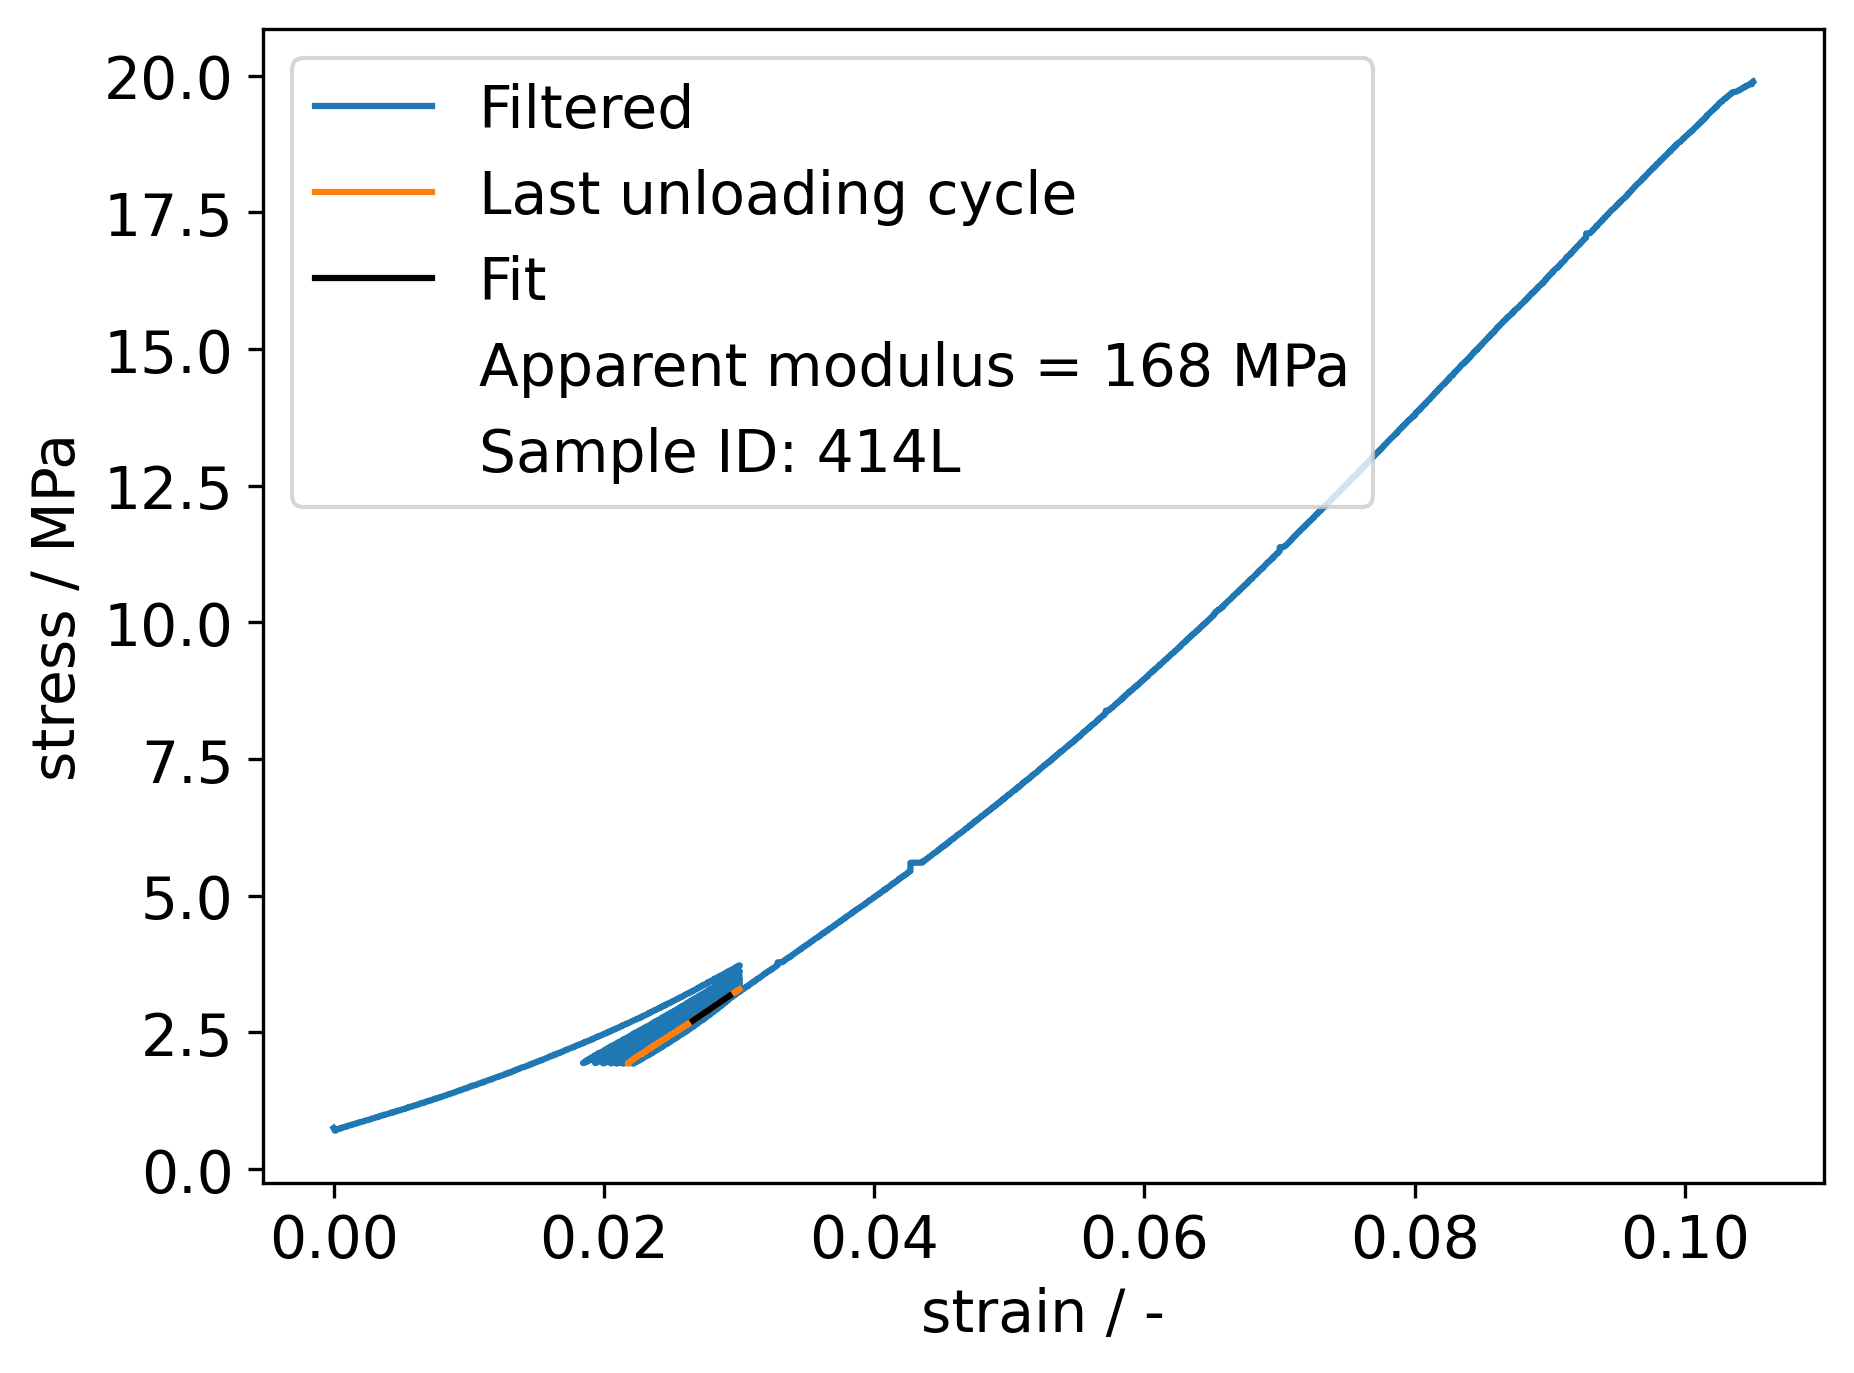 20.0
17.5
15.0
12.5
10.0
7.5
5.0
2.5
0.0
stress / MPa
Filtered
Last unloading cycle
Fit
Apparent modulus = 168 MPa
Sample ID: 414L
0.00 0.02 0.04 0.06 0.08 0.10
strain / -